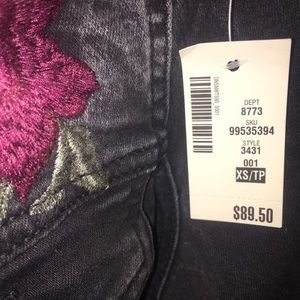 DEPT
8773
SKU
99535394
STYLE
3431
001
XS/TP
$89.50